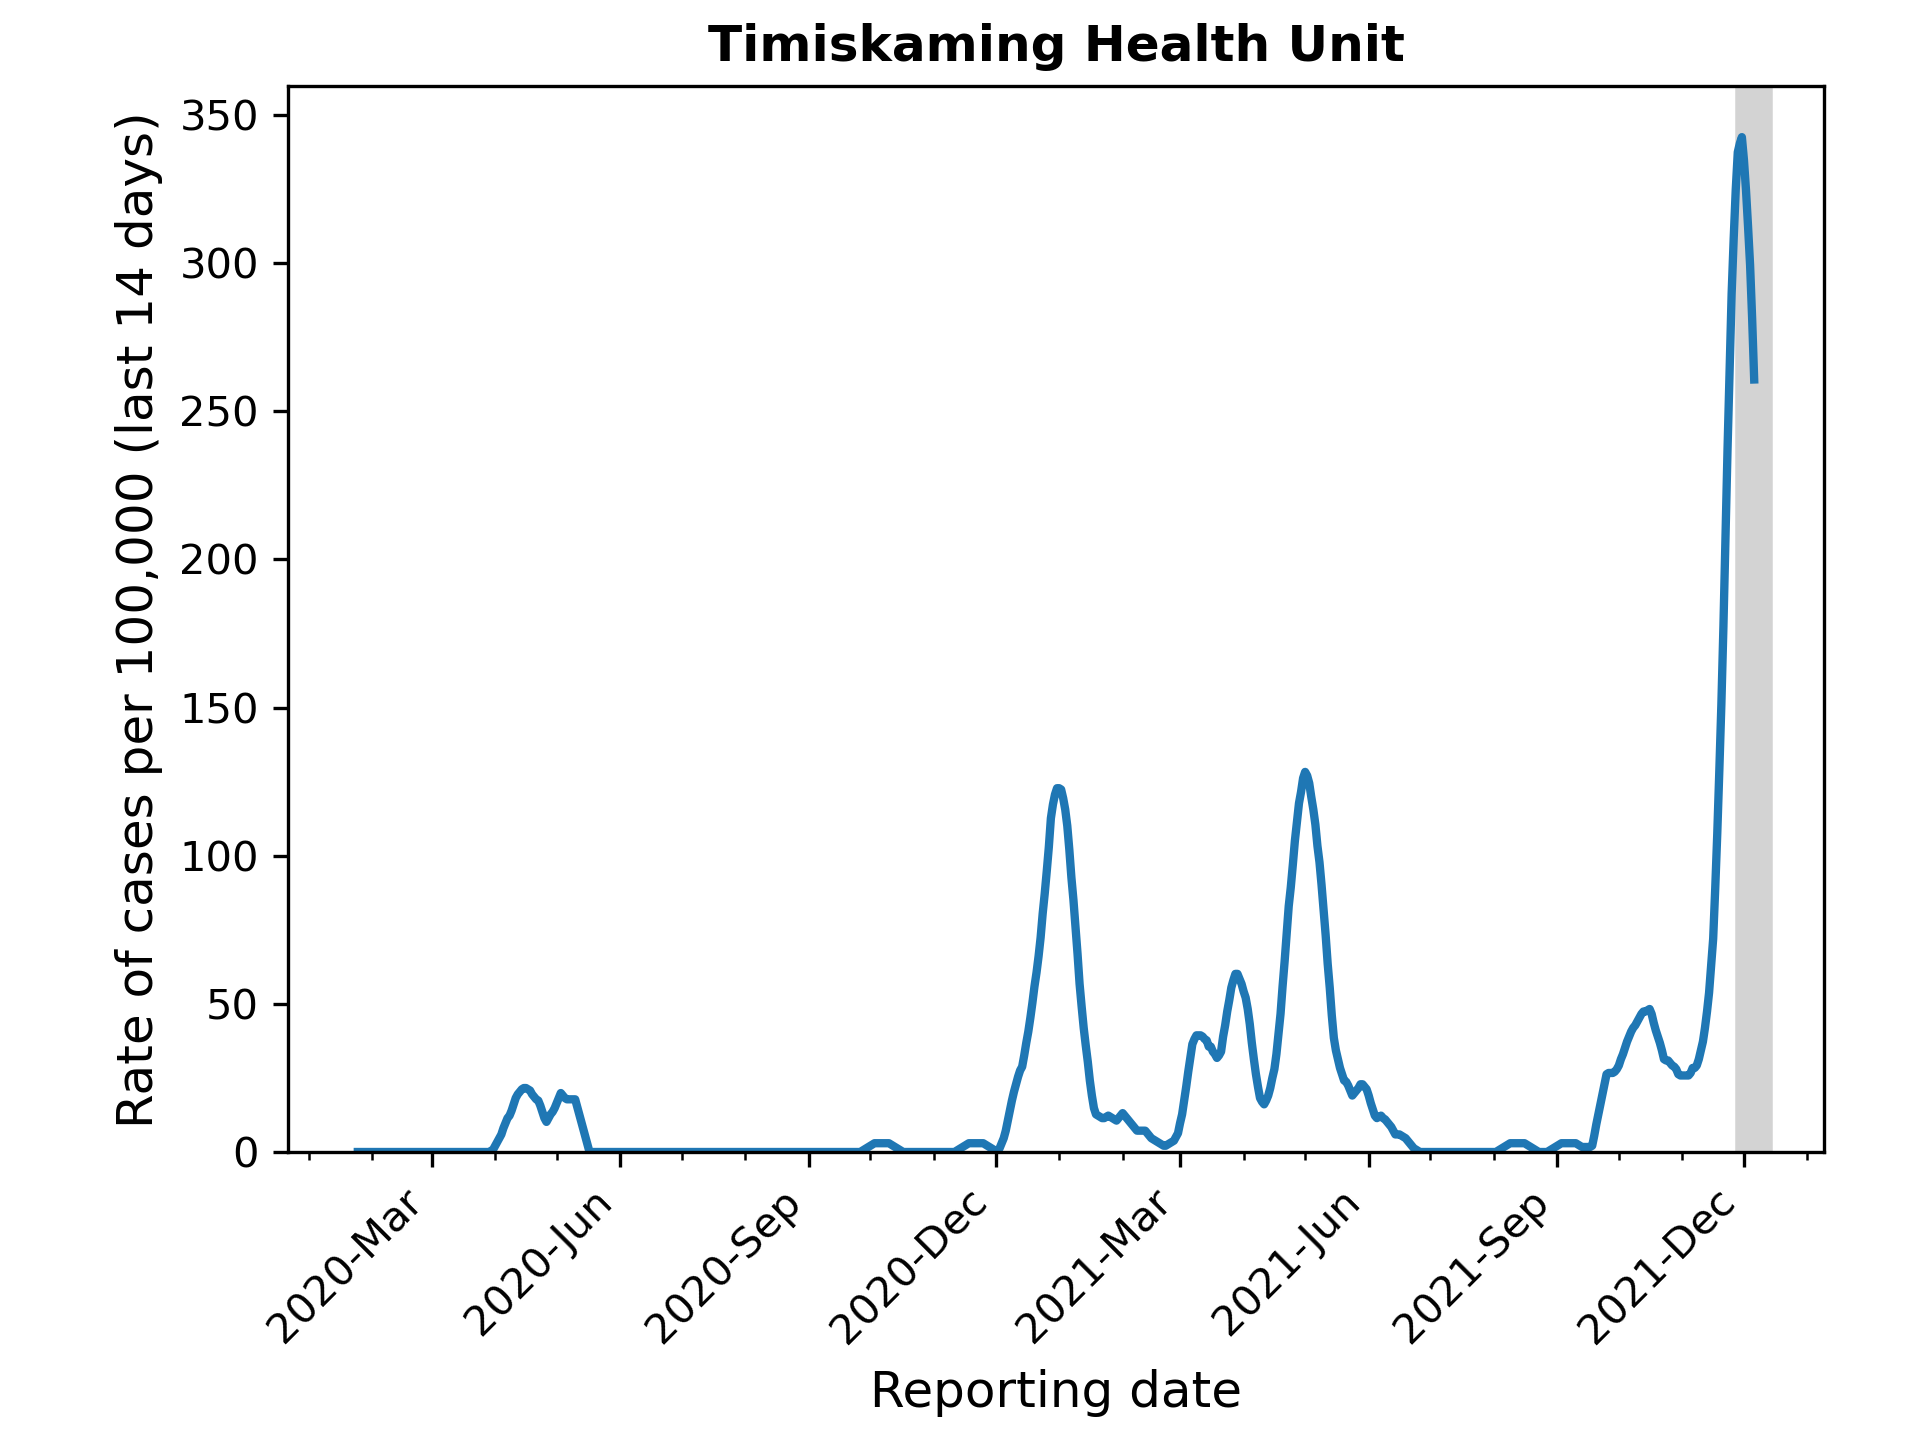 Timiskaming Health Unit
Rate of cases per 100,000 (last 14 days)
350
300
250
200
150
100
50
0
2020-Mar
2020-Jun
2020-Sep
2020-Dec
2021-Mar
2021-Jun
2021-Sep
2021-Dec
Reporting date